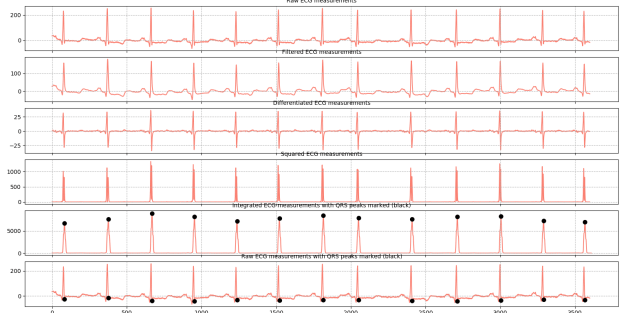 Raw ECG measurements
200
0
Filtered ECG measurements
100
0
Differentiated ECG measurements
25
0
−25
Squared ECG measurements
1000
500
0
Integrated ECG measurements with QRS peaks marked (black)
5000
0
Raw ECG measurements with QRS peaks marked (black)
200
0
0 500 1000 1500 2000 2500 3000 3500